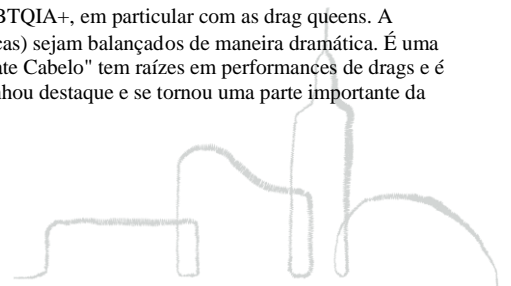 BTQIA+, em particular com as drag queens. A
cas) sejam balançados de maneira dramática. É uma
ate Cabelo" tem raízes em performances de drags e é
nhou destaque e se tornou uma parte importante da